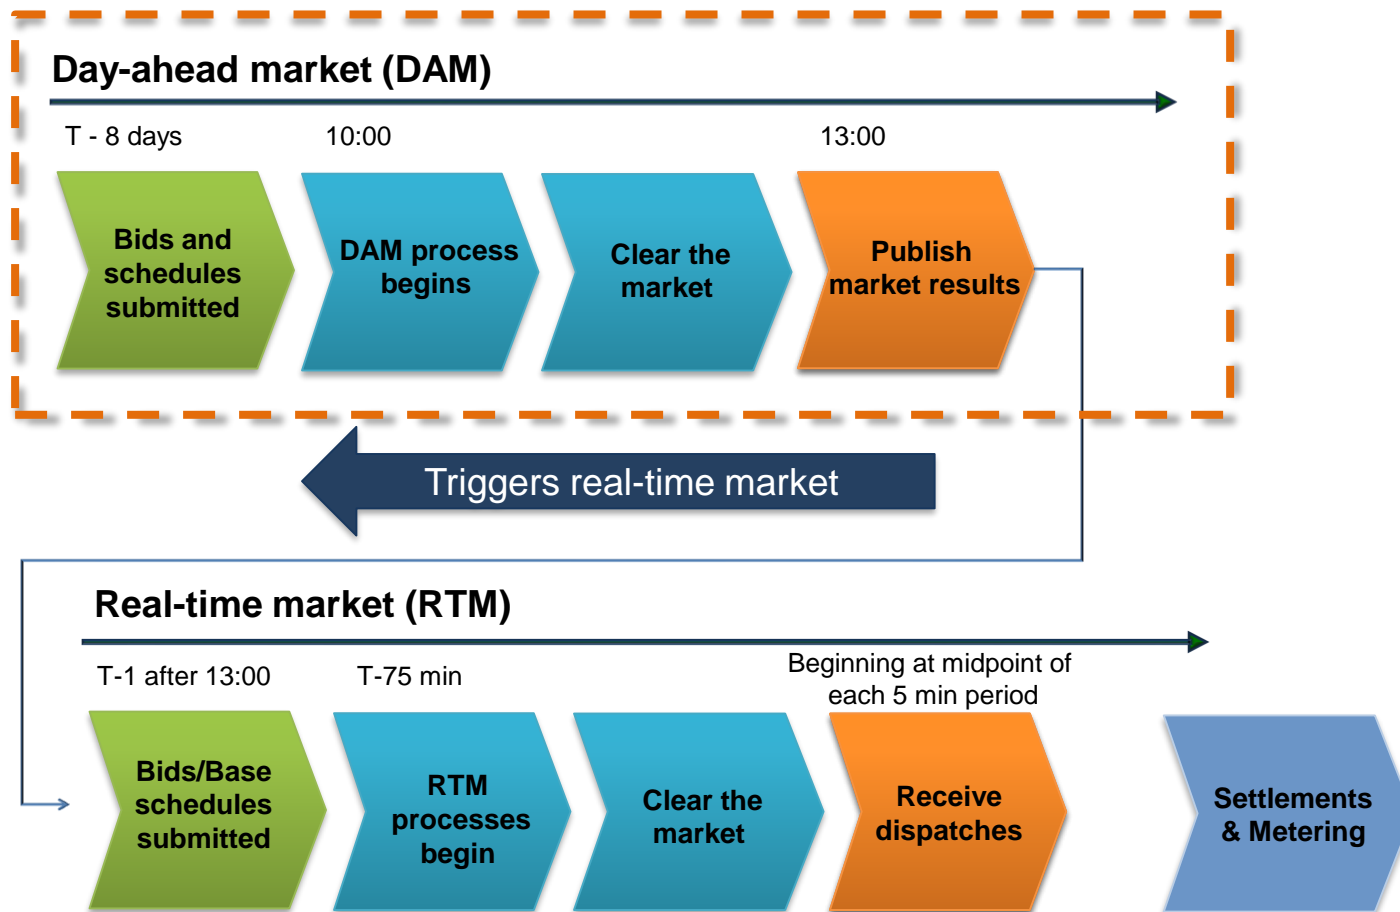 Day-ahead market (DAM)
T - 8 days
10:00
13:00
Bids and
schedules
submitted
DAM process
begins
Clear the
market
Publish
market results
Triggers real-time market
Real-time market (RTM)
T-1 after 13:00
T-75 min
Beginning at midpoint of
each 5 min period
Bids/Base
schedules
submitted
RTM
processes
begin
Clear the
market
Receive
dispatches
Settlements
& Metering